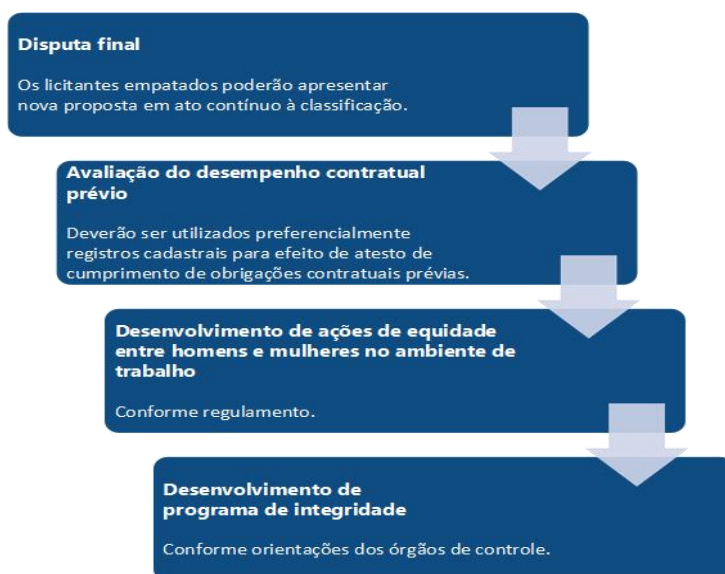 Disputa final
Os licitantes empatados poderão apresentar
nova proposta em ato contínuo à classificação.
Avaliação do desempenho contratual
prévio
Deverão ser utilizados preferencialmente
registros cadastrais para efeito de atesto de
cumprimento de obrigações contratuais prévias.
Desenvolvimento de ações de equidade
entre homens e mulheres no ambiente de
trabalho
Conforme regulamento.
Desenvolvimento de
programa de integridade
Conforme orientações dos órgãos de controle.